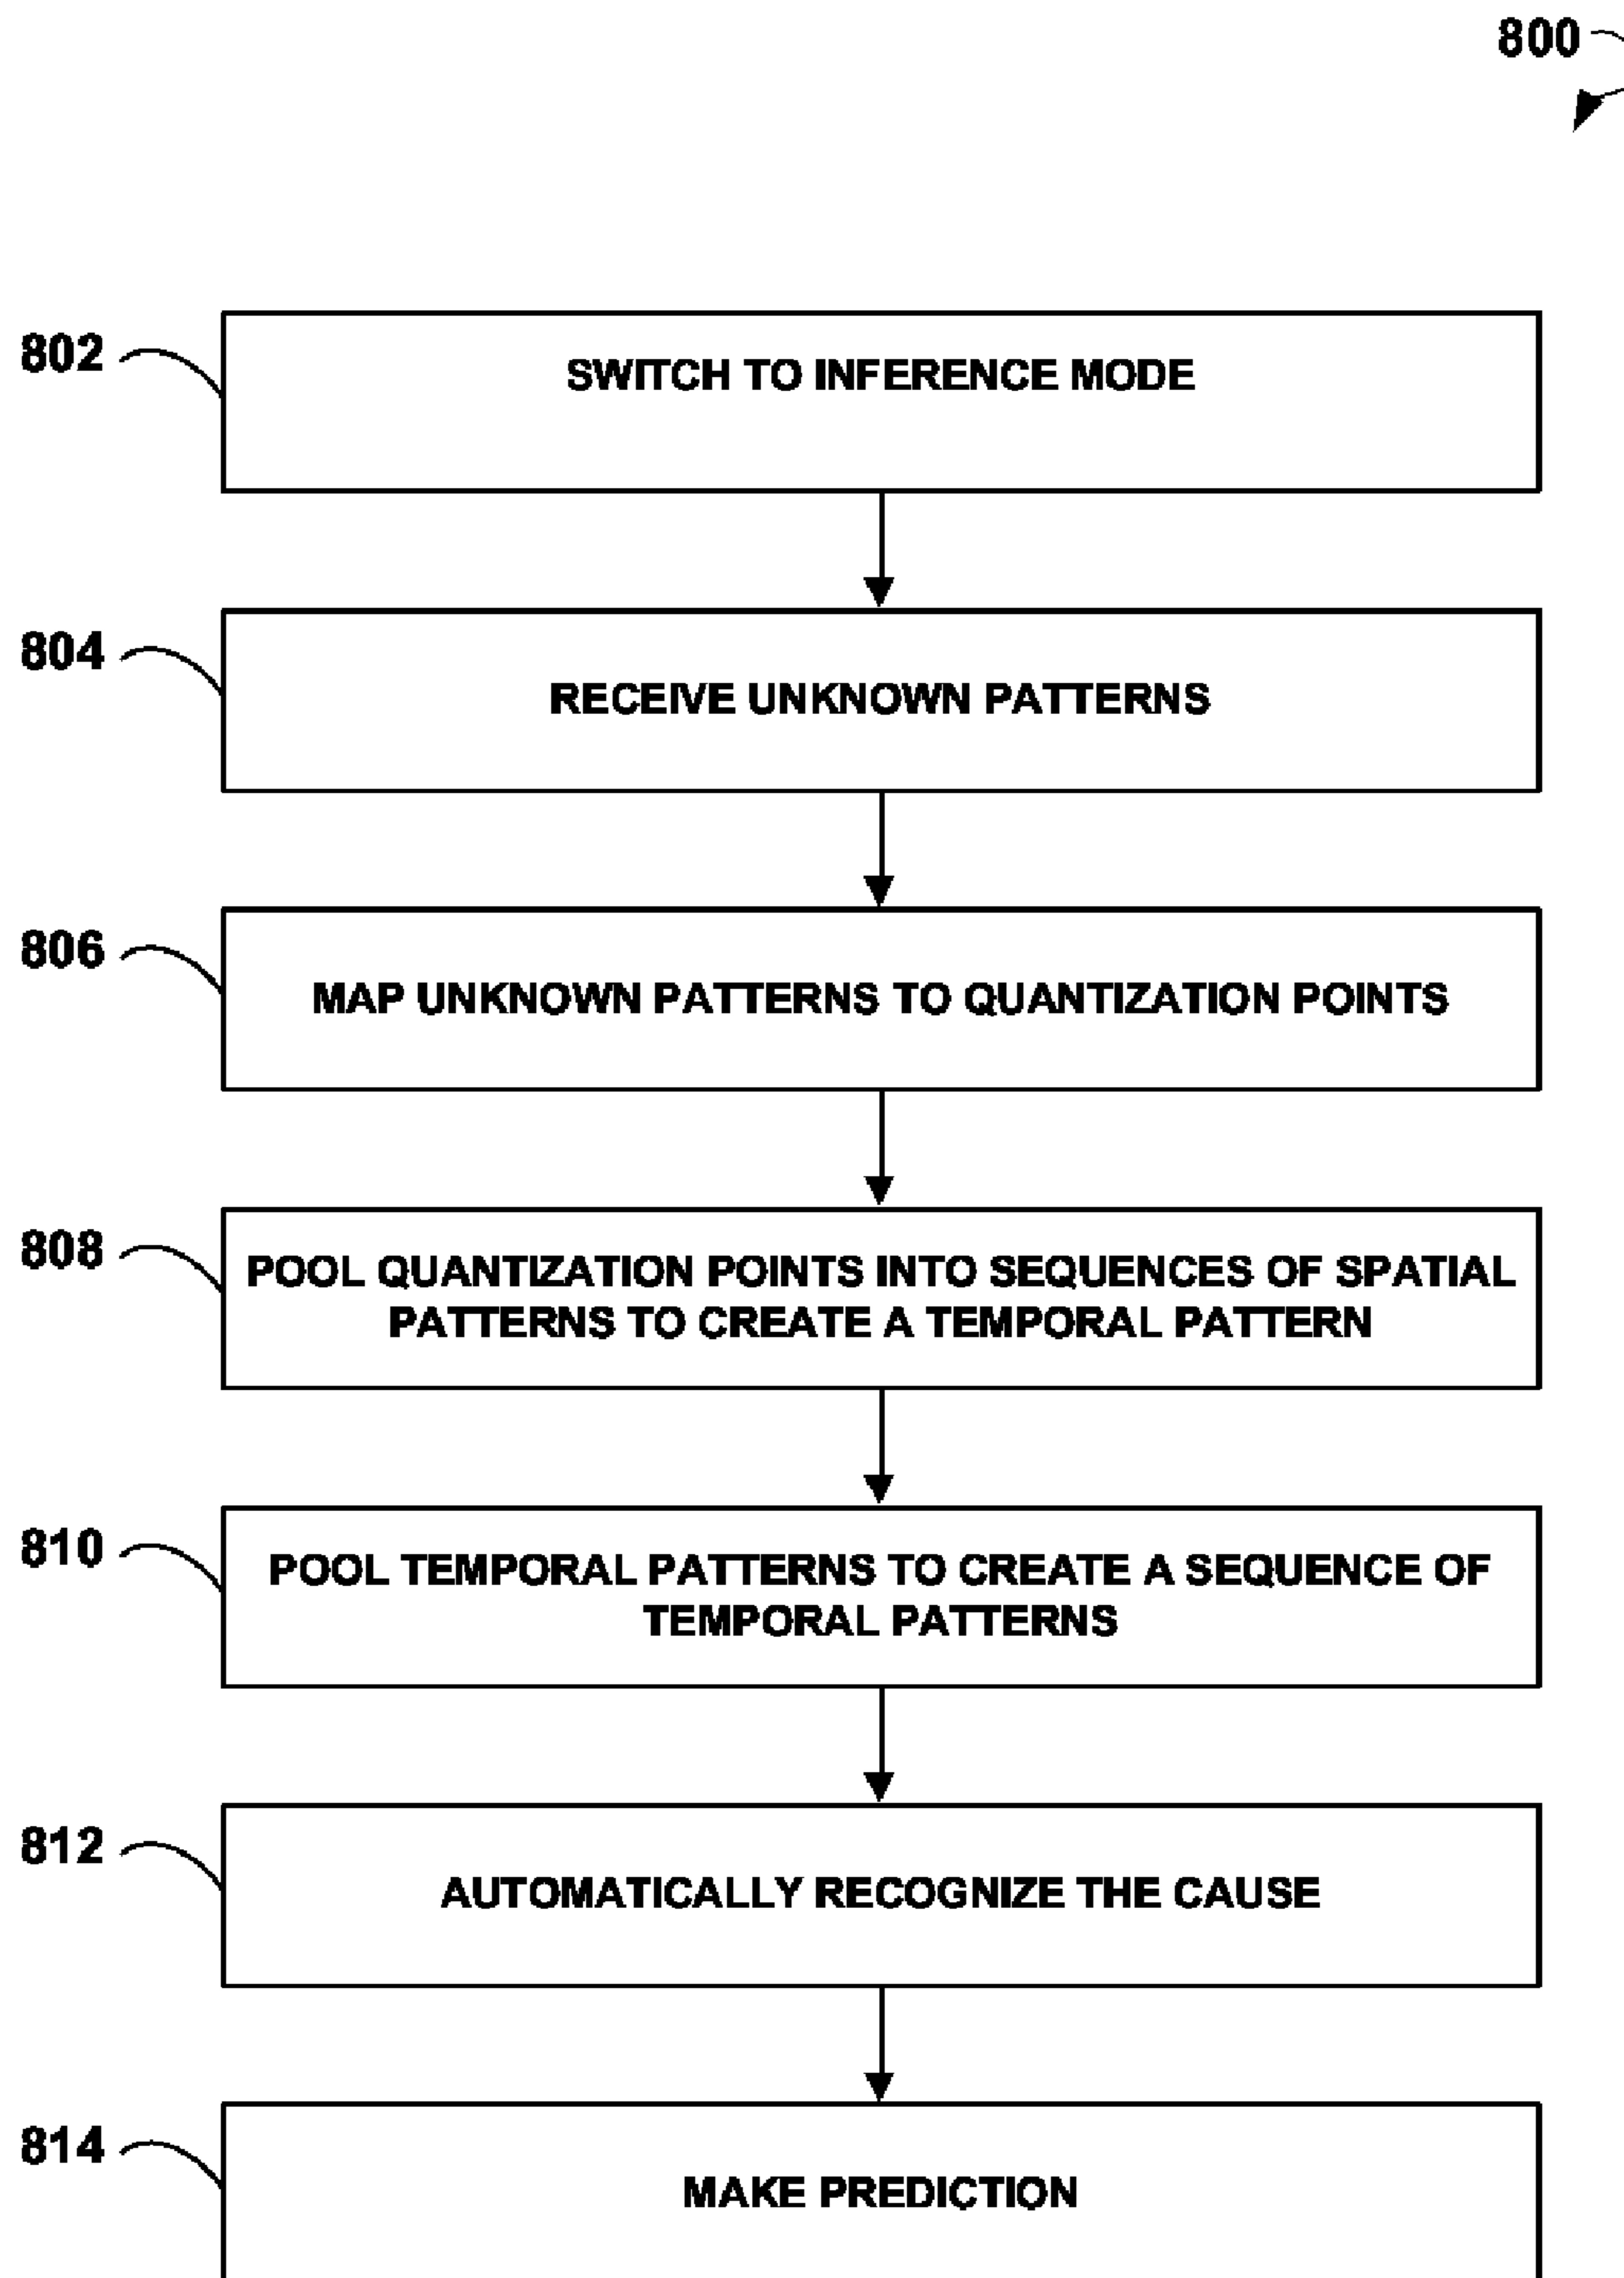 800
802
SWITCH TO INFERENCE MODE
804
RECEIVE UNKNOWN PATTERNS
806
MAP UNKNOWN PATTERNS TO QUANTIZATION POINTS
808
POOL QUANTIZATION POINTS INTO SEQUENCES OF SPATIAL
PATTERNS TO CREATE A TEMPORAL PATTERN
810
POOL TEMPORAL PATTERNS TO CREATE A SEQUENCE OF
TEMPORAL PATTERNS
812
AUTOMATICALLY RECOGNIZE THE CAUSE
814
MAKE PREDICTION